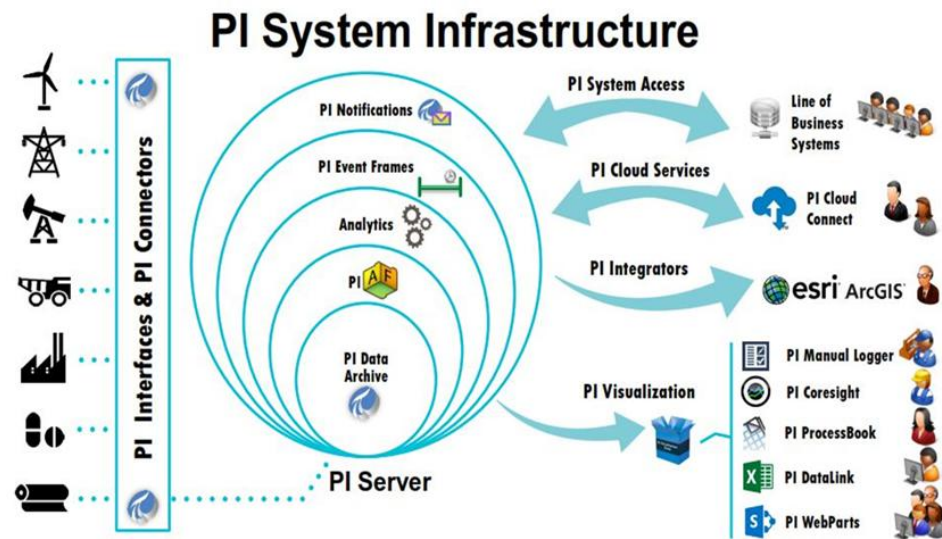 PI System Infrastructure
PI Interfaces & PI Connectors
PI Notifications
PI Event Frames
Analytics
PI AF
PI Data
Archive
PI Server
PI System Access
Line of
Business
Systems
PI Cloud Services
PI Cloud
Connect
PI Integrators
esri ArcGIS
PI Visualization
PI Manual Logger
PI Coresight
PI ProcessBook
X PI DataLink
S PI WebParts